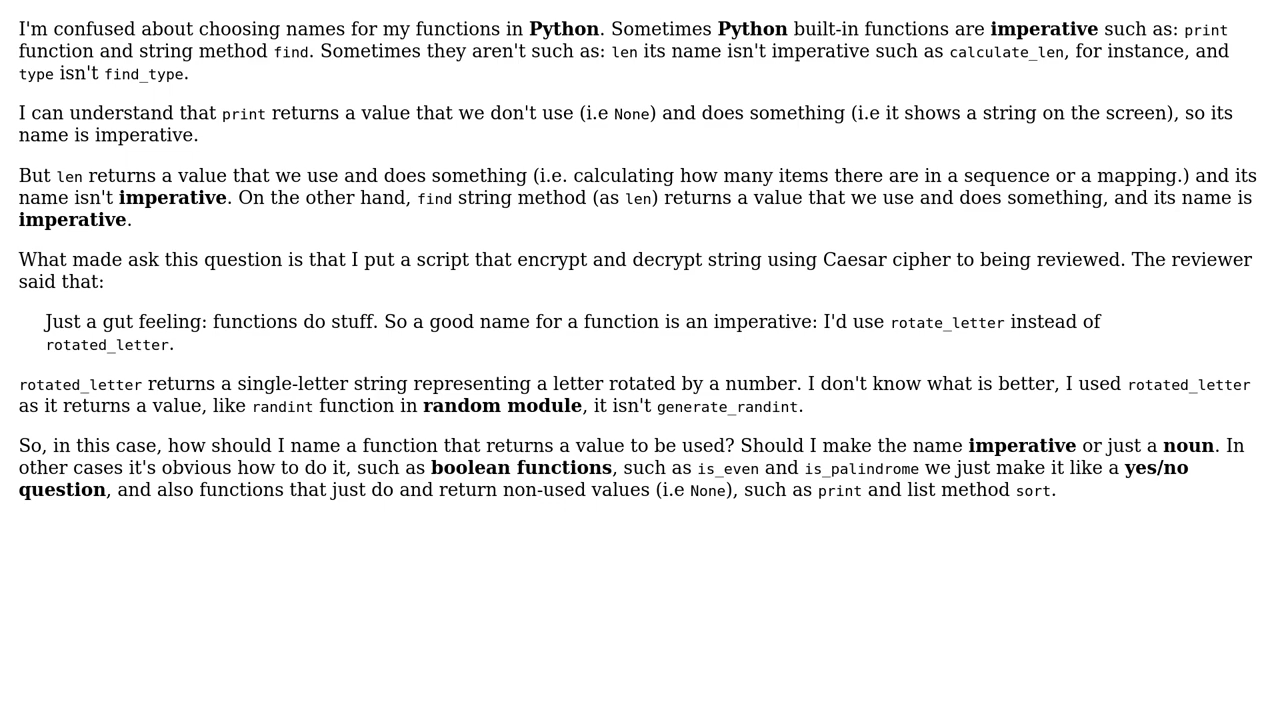 I'm confused about choosing names for my functions in Python. Sometimes Python built-in functions are imperative such as: print
function and string method find. Sometimes they aren't such as: len its name isn't imperative such as calculate_len, for instance, and
type isn't find_type.
I can understand that print returns a value that we don't use (i.e None) and does something (i.e it shows a string on the screen), so its
name is imperative.
But len returns a value that we use and does something (i.e. calculating how many items there are in a sequence or a mapping.) and its
name isn't imperative. On the other hand, find string method (as len) returns a value that we use and does something, and its name is
imperative.
What made ask this question is that I put a script that encrypt and decrypt string using Caesar cipher to being reviewed. The reviewer
said that:
Just a gut feeling: functions do stuff. So a good name for a function is an imperative: I'd use rotate_letter instead of
rotated_letter.
rotated_letter returns a single-letter string representing a letter rotated by a number. I don't know what is better, I used rotated_letter
as it returns a value, like randint function in random module, it isn't generate_randint.
So, in this case, how should I name a function that returns a value to be used? Should I make the name imperative or just a noun. In
other cases it's obvious how to do it, such as boolean functions, such as is_even and is_palindrome we just make it like a yes/no
question, and also functions that just do and return non-used values (i.e None), such as print and list method sort.